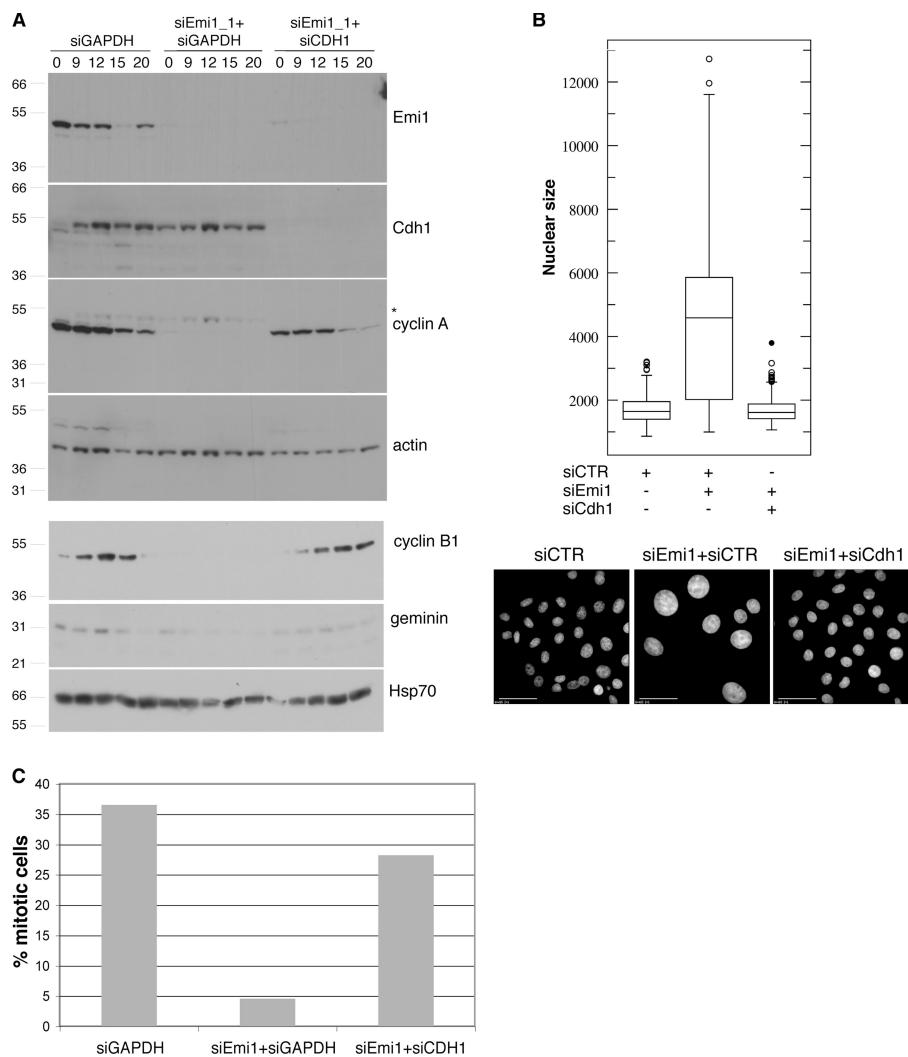 A
siGAPDH
siEmi1_1+
siGAPDH
siEmi1_1+
siCDH1
0 9 12 15 20 0 9 12 15 20 0 9 12 15 20
66
55
36
Emi1
66
55
36
Cdh1
55
36
31
*
cyclin A
55
36
31
actin
55
36
cyclin B1
31
21
geminin
66
55
Hsp70
B
Nuclear size
12000
10000
8000
6000
4000
2000
siCTR + + -
siEmi1 - + +
siCdh1 - - +
siCTR siEmi1+siCTR siEmi1+siCdh1
C
% mitotic cells
40
35
30
25
20
15
10
5
0
siGAPDH siEmi1+siGAPDH siEmi1+siCDH1